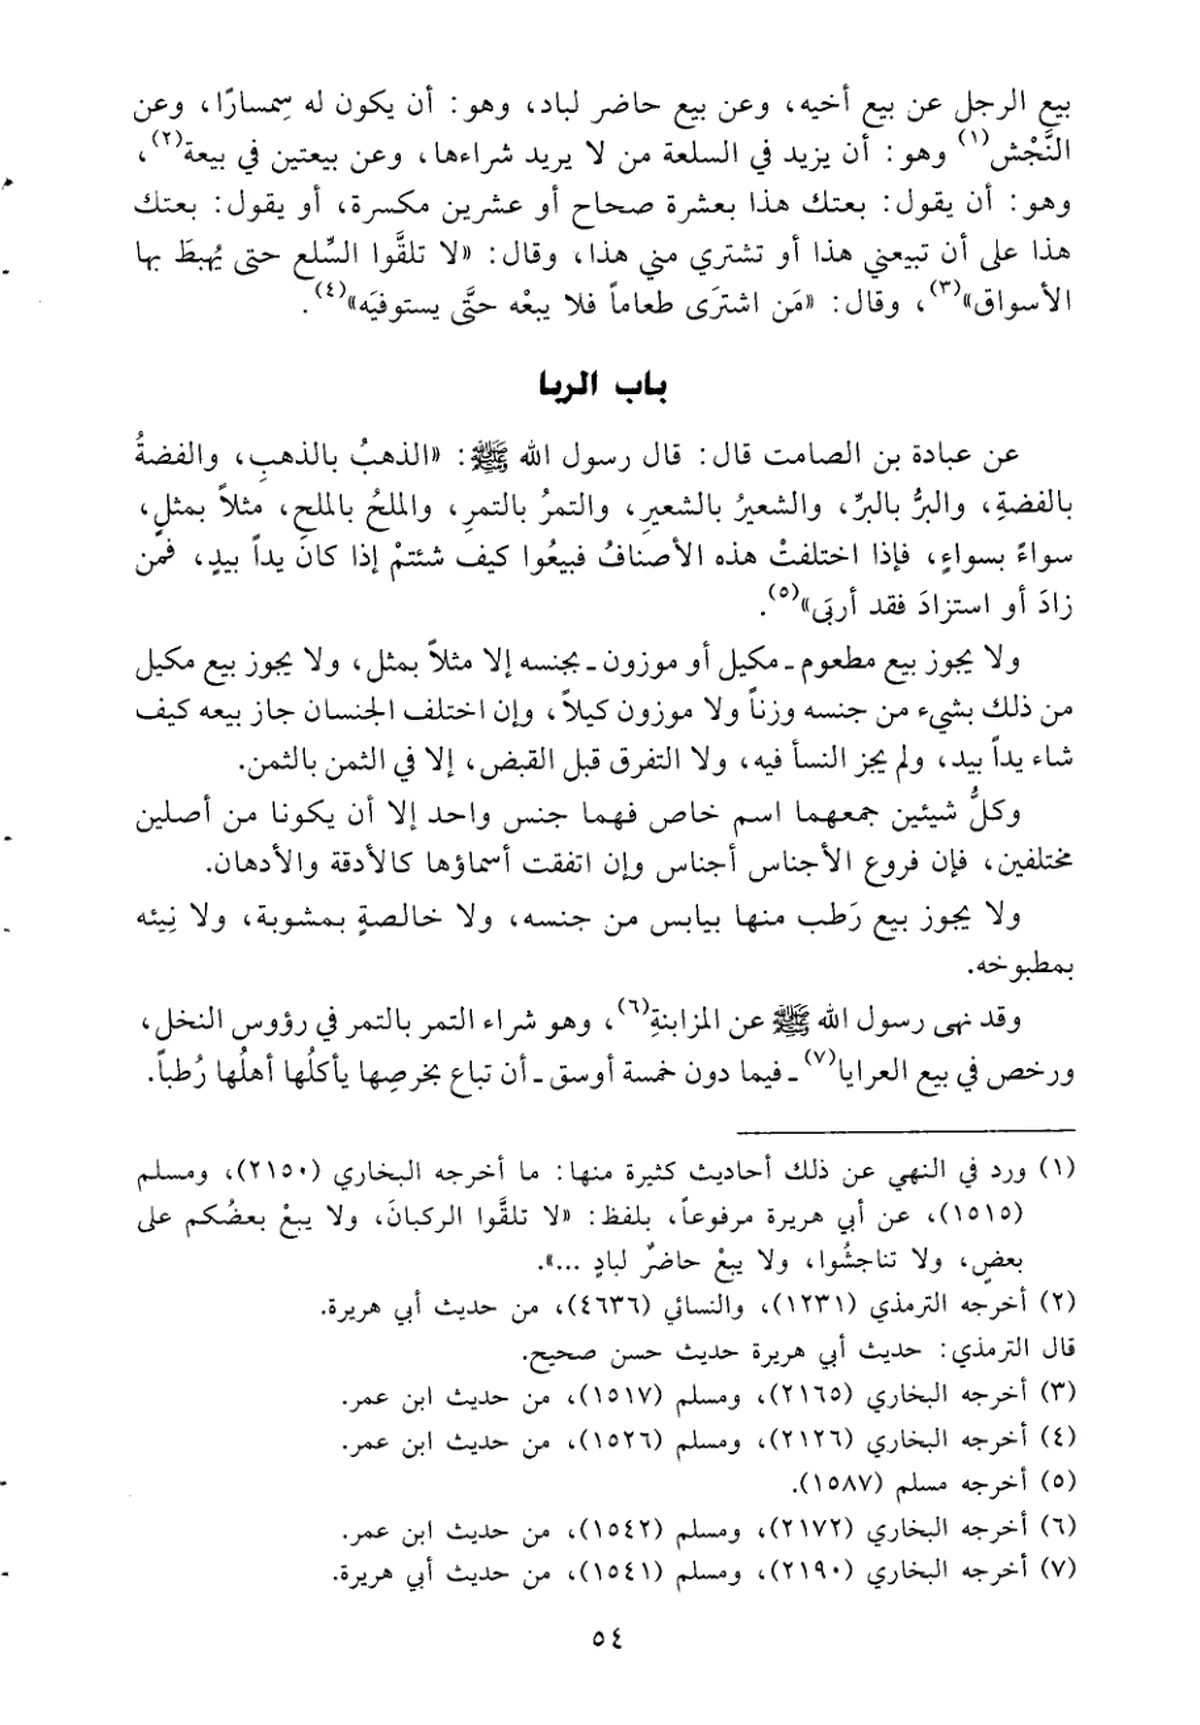 بيع الرجل عن بيع أخيه، وعن بيع حاضر لباد، وهو: أن يكون له سِمسارًا، وعن
النَّجْش(١) وهو: أن يزيد في السلعة من لا يريد شراءها، وعن بيعتين في بيعة(٢)،
وهو: أن يقول: بعتك هذا بعشرة صحاح أو عشرين مكسرة، أو يقول: بعتك
هذا على أن تبيعني هذا أو تشتري مني هذا، وقال: «لا تلقَّوا السِّلع حتى يُهبطَ بها
الأسواق»(٣)، وقال: «مَن اشترَى طعاماً فلا يبعْه حتَّى يستوفيَه»(٤).
باب الربا
عن عبادة بن الصامت قال: قال رسول الله ﷺ: «الذهبُ بالذهبِ، والفضةُ
بالفضةِ، والبرُّ بالبرِّ، والشعيرُ بالشعيرِ، والتمرُ بالتمرِ، والملحُ بالملحِ، مثلاً بمثلٍ،
سواءً بسواءٍ، فإذا اختلفتْ هذه الأصنافُ فبيعُوا كيف شئتمْ إذا كانَ يداً بيدٍ، فمَن
زادَ أو استزادَ فقد أربَى»(٥).
ولا يجوز بيع مطعوم ـ مكيل أو موزون ـ بجنسه إلا مثلاً بمثل، ولا يجوز بيع مكيل
من ذلك بشيء من جنسه وزناً ولا موزون كيلاً، وإن اختلف الجنسان جاز بيعه كيف
شاء يداً بيد، ولم يجز النسأ فيه، ولا التفرق قبل القبض، إلا في الثمن بالثمن.
وكلُّ شيئين جمعهما اسم خاص فهما جنس واحد إلا أن يكونا من أصلين
مختلفين، فإن فروع الأجناس أجناس وإن اتفقت أسماؤها كالأدقة والأدهان.
ولا يجوز بيع رَطب منها بيابس من جنسه، ولا خالصةٍ بمشوبة، ولا نِيئه
بمطبوخه.
وقد نهى رسول الله ﷺ عن المزابنةِ(٦)، وهو شراء التمر بالتمر في رؤوس النخل،
ورخص في بيع العرايا(٧) ـ فيما دون خمسة أوسق ـ أن تباع بخرصِها يأكلُها أهلُها رُطباً.
(١) ورد في النهي عن ذلك أحاديث كثيرة منها: ما أخرجه البخاري (٢١٥٠)، ومسلم
(١٥١٥)، عن أبي هريرة مرفوعاً، بلفظ: «لا تلقَّوا الركبانَ، ولا يبعْ بعضُكم على
بعضٍ، ولا تناجشُوا، ولا يبعْ حاضرٌ لبادٍ ...».
(٢) أخرجه الترمذي (١٢٣١)، والنسائي (٤٦٣٦)، من حديث أبي هريرة.
قال الترمذي: حديث أبي هريرة حديث حسن صحيح.
(٣) أخرجه البخاري (٢١٦٥)، ومسلم (١٥١٧)، من حديث ابن عمر.
(٤) أخرجه البخاري (٢١٢٦)، ومسلم (١٥٢٦)، من حديث ابن عمر.
(٥) أخرجه مسلم (١٥٨٧).
(٦) أخرجه البخاري (٢١٧٢)، ومسلم (١٥٤٢)، من حديث ابن عمر.
(٧) أخرجه البخاري (٢١٩٠)، ومسلم (١٥٤١)، من حديث أبي هريرة.
٥٤